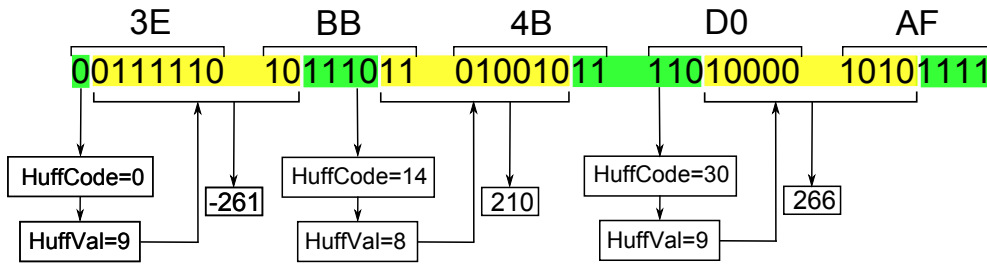 3E BB 4B D0 AF
00111110 10111011 01001011 11010000 10101111
HuffCode=0 HuffCode=14 HuffCode=30
-261 210 266
HuffVal=9 HuffVal=8 HuffVal=9